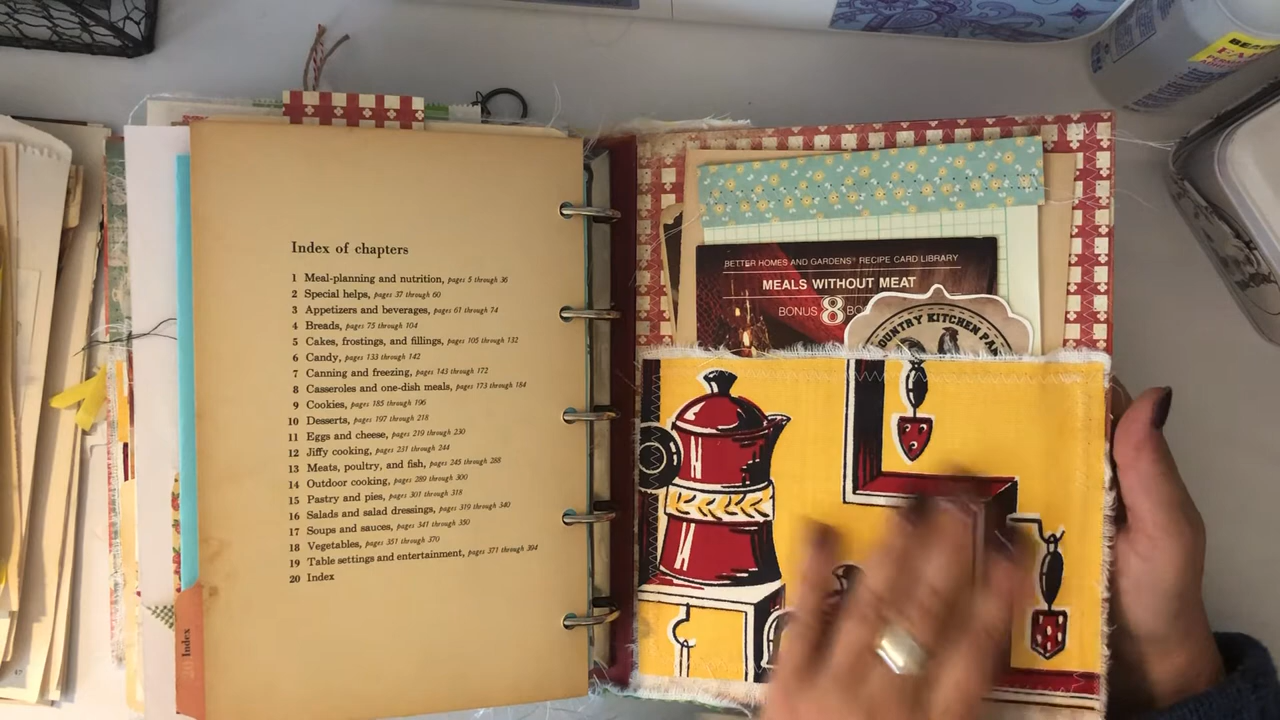 Index of chapters
1 Meal-planning and nutrition, pages 5 through 36
2 Special helps, pages 37 through 60
3 Appetizers and beverages, pages 61 through 74
4 Breads, pages 75 through 104
5 Cakes, frostings, and fillings, pages 105 through 132
6 Candy, pages 133 through 142
7 Canning and freezing, pages 143 through 172
8 Casseroles and one-dish meals, pages 173 through 184
9 Cookies, pages 185 through 196
10 Desserts, pages 197 through 218
11 Eggs and cheese, pages 219 through 230
12 Jiffy cooking, pages 231 through 244
13 Meats, poultry, and fish, pages 245 through 288
14 Outdoor cooking, pages 289 through 300
15 Pastry and pies, pages 301 through 318
16 Salads and salad dressings, pages 319 through 340
17 Soups and sauces, pages 341 through 350
18 Vegetables, pages 351 through 370
19 Table settings and entertainment, pages 371 through 394
20 Index
20 Index
47
BETTER HOMES AND GARDENS® RECIPE CARD LIBRARY
MEALS WITHOUT MEAT
BONUS 8 BO
OUNTRY KITCHEN PA